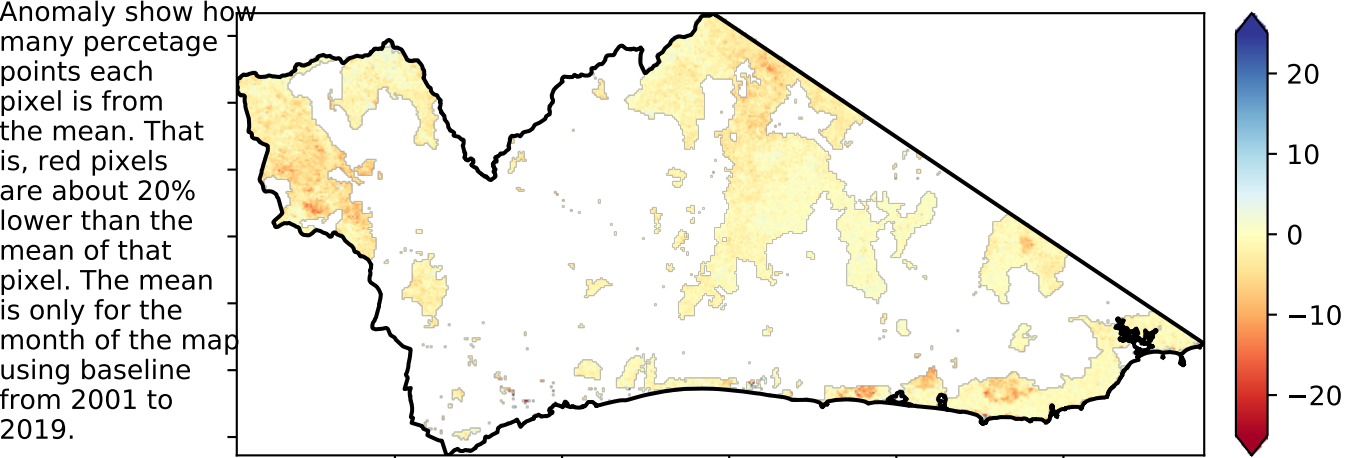 Anomaly show how
many percetage
points each
pixel is from
the mean. That
is, red pixels
are about 20%
lower than the
mean of that
pixel. The mean
is only for the
month of the map
using baseline
from 2001 to
2019.
20
10
0
−10
−20